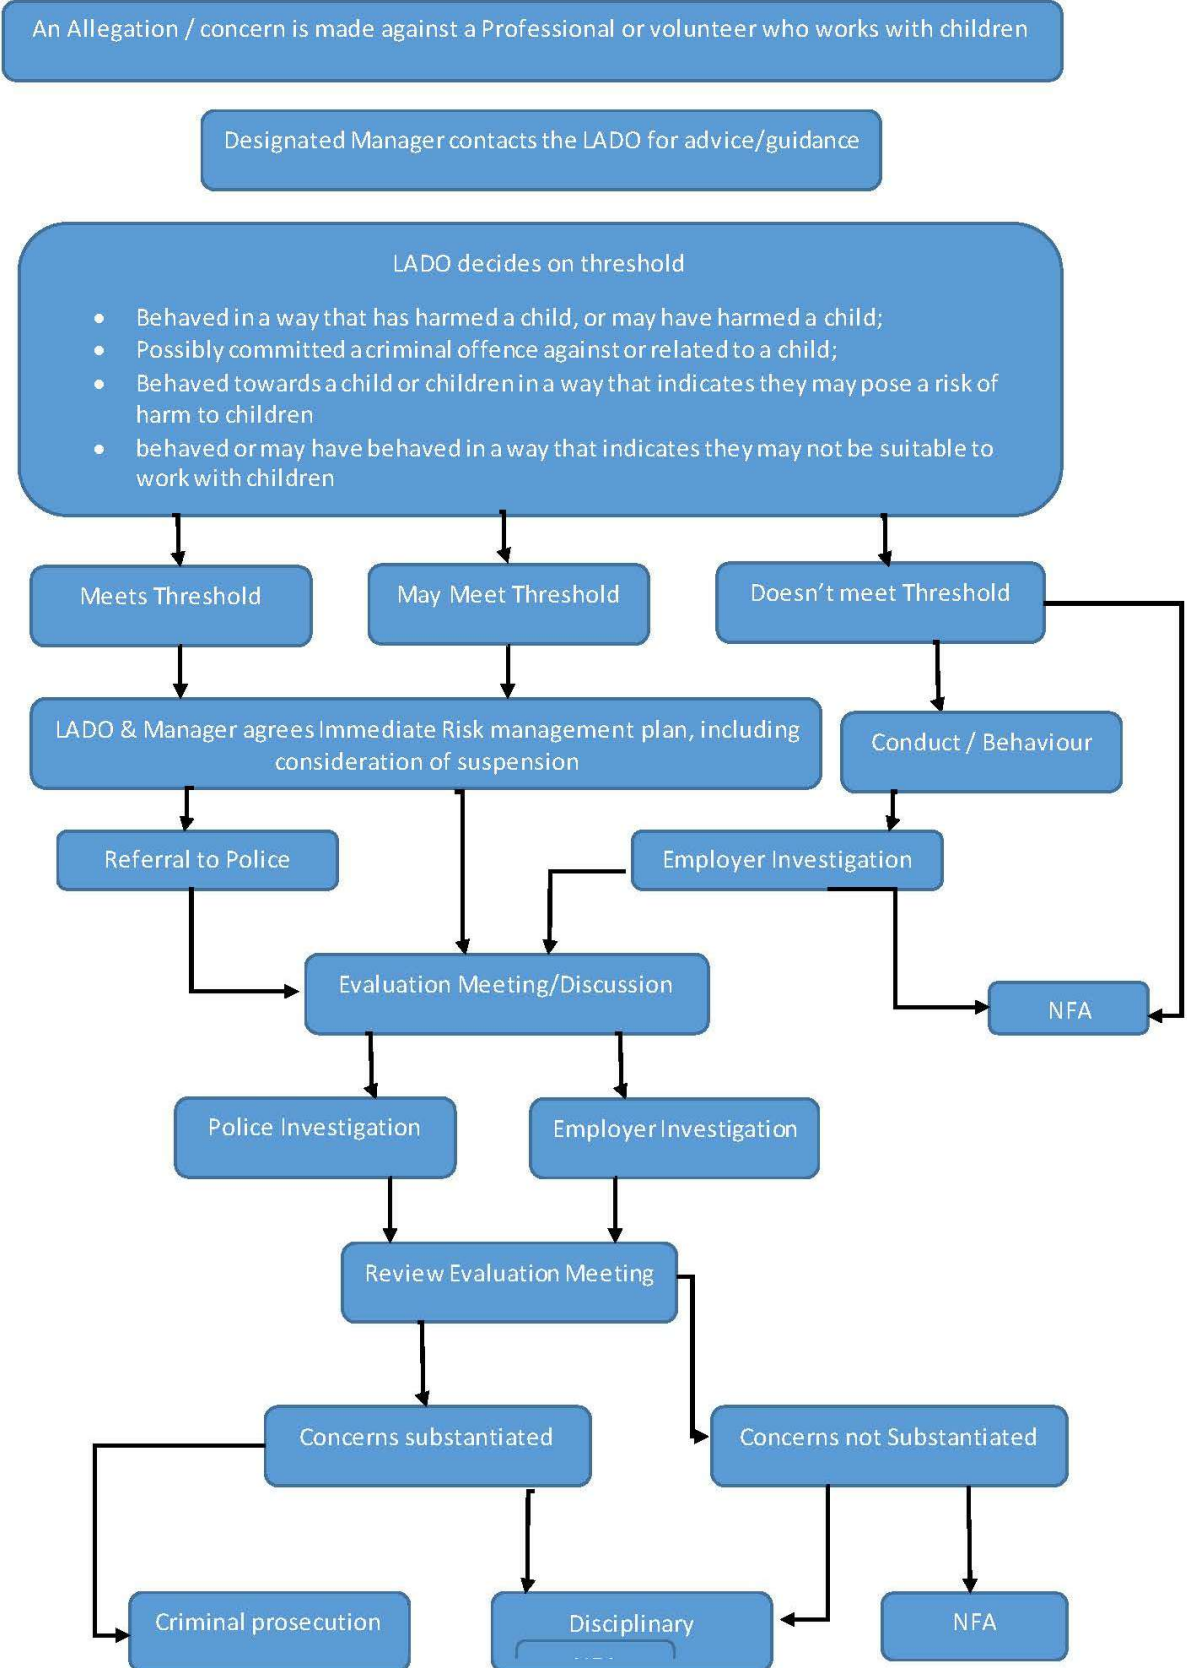 An Allegation / concern is made against a Professional or volunteer who works with children
Designated Manager contacts the LADO for advice/guidance
LADO decides on threshold
• Behaved in a way that has harmed a child, or may have harmed a child;
• Possibly committed a criminal offence against or related to a child;
• Behaved towards a child or children in a way that indicates they may pose a risk of
harm to children
• behaved or may have behaved in a way that indicates they may not be suitable to
work with children
Meets Threshold
May Meet Threshold
Doesn't meet Threshold
LADO & Manager agrees Immediate Risk management plan, including
consideration of suspension
Conduct / Behaviour
Referral to Police
Employer Investigation
Evaluation Meeting/Discussion
NFA
Police Investigation
Employer Investigation
Review Evaluation Meeting
Concerns substantiated
Concerns not Substantiated
Criminal prosecution
Disciplinary
NFA